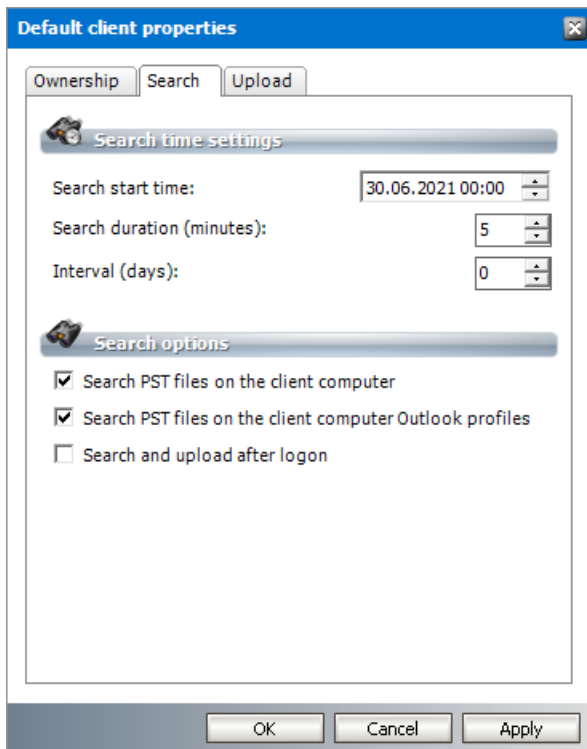 Default client properties
Ownership Search Upload
Search time settings
Search start time: 30.06.2021 00:00
Search duration (minutes): 5
Interval (days): 0
Search options
Search PST files on the client computer
Search PST files on the client computer Outlook profiles
Search and upload after logon
OK Cancel Apply